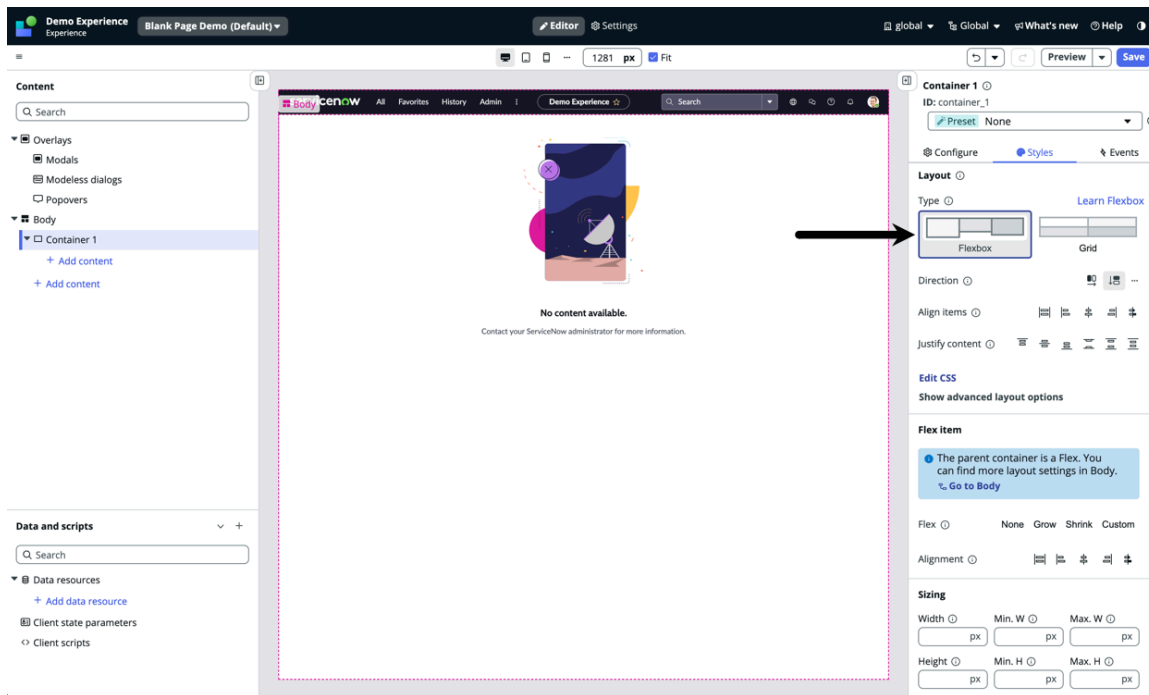 Demo Experience
Experience
Blank Page Demo (Default)
Editor
Settings
global
Global
What's new
Help
1281 px
Fit
Preview
Save
Content
Search
Overlays
Modals
Modeless dialogs
Popovers
Body
Container 1
+ Add content
+ Add content
Data and scripts
Search
Data resources
+ Add data resource
Client state parameters
Client scripts
Body
cenow
All
Favorites
History
Admin
Demo Experience
Search
No content available.
Contact your ServiceNow administrator for more information.
Container 1
ID: container_1
Preset None
Configure
Styles
Events
Layout
Type
Learn Flexbox
Flexbox
Grid
Direction
Align items
Justify content
Edit CSS
Show advanced layout options
Flex item
The parent container is a Flex. You
can find more layout settings in Body.
Go to Body
Flex
None Grow Shrink Custom
Alignment
Sizing
Width Min. W Max. W
px px px
Height Min. H Max. H
px px px